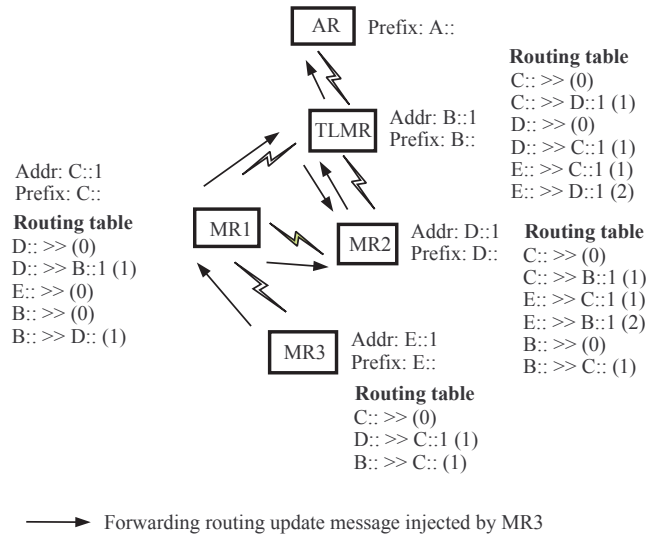 AR
Prefix: A::
Routing table
C:: >> (0)
C:: >> D::1 (1)
D:: >> (0)
D:: >> C::1 (1)
E:: >> C::1 (1)
E:: >> D::1 (2)
TLMR
Addr: B::1
Prefix: B::
Addr: C::1
Prefix: C::
Routing table
D:: >> (0)
D:: >> B::1 (1)
E:: >> (0)
B:: >> (0)
B:: >> D:: (1)
MR1
MR2
Addr: D::1
Prefix: D::
Routing table
C:: >> (0)
C:: >> B::1 (1)
E:: >> C::1 (1)
E:: >> B::1 (2)
B:: >> (0)
B:: >> C:: (1)
MR3
Addr: E::1
Prefix: E::
Routing table
C:: >> (0)
D:: >> C::1 (1)
B:: >> C:: (1)
Forwarding routing update message injected by MR3